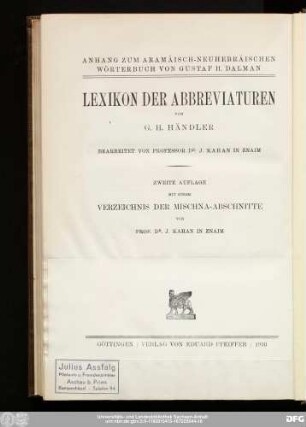 ANHANG ZUM ARAMÄISCH-NEUHEBRÄISCHEN
WÖRTERBUCH VON GUSTAF H. DALMAN
LEXIKON DER ABBREVIATUREN
VON
G. H. HÄNDLER
BEARBEITET VON PROFESSOR DR. J. KAHAN IN ZNAIM
ZWEITE AUFLAGE
MIT EINEM
VERZEICHNIS DER MISCHNA-ABSCHNITTE
VON
PROF. DR. J. KAHAN IN ZNAIM
GÖTTINGEN / VERLAG VON EDUARD PFEIFFER /
Julius Assfalg
DFG